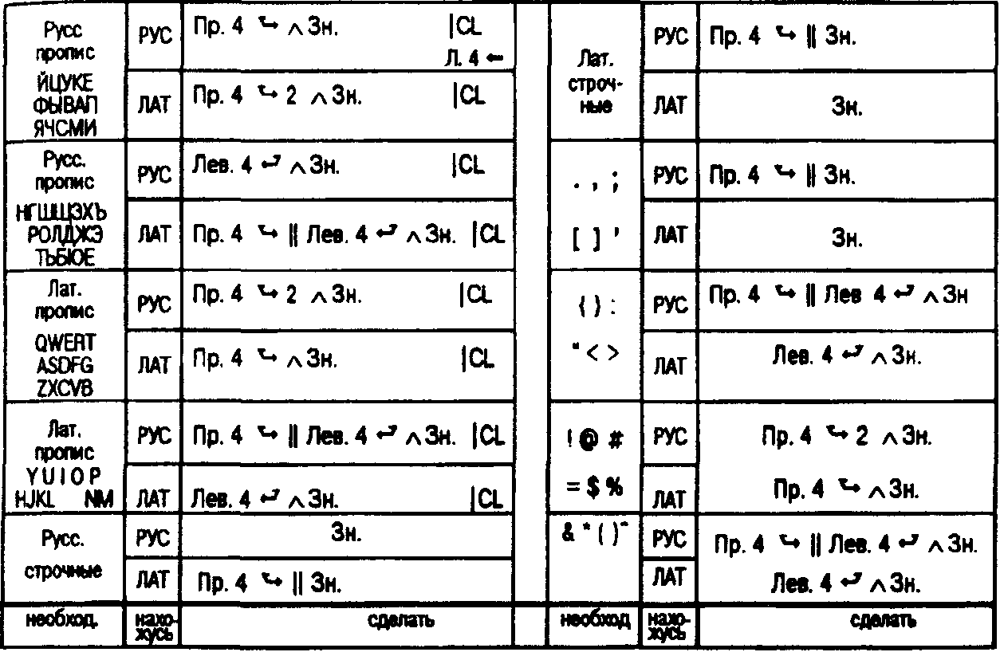 Русс
пропис
ЙЦУКЕ
ФЫВАП
ЯЧСМИ
РУС
Пр. 4 ⮡ ∧ Зн. |CL
Л. 4 ←
ЛАТ
Пр. 4 ⮡ 2 ∧ Зн. |CL
Русс.
пропис
НГШЩЗХЪ
РОЛДЖЭ
ТЬБЮЕ
РУС
Лев. 4 ↵ ∧ Зн. |CL
ЛАТ
Пр. 4 ⮡ || Лев. 4 ↵ ∧ Зн. |CL
Лат.
пропис
QWERT
ASDFG
ZXCVB
РУС
Пр. 4 ⮡ 2 ∧ Зн. |CL
ЛАТ
Пр. 4 ⮡ ∧ Зн. |CL
Лат.
пропис
Y U I O P
HJKL NM
РУС
Пр. 4 ⮡ || Лев. 4 ↵ ∧ Зн. |CL
ЛАТ
Лев. 4 ↵ ∧ Зн. |CL
Русс.
строчные
РУС
Зн.
ЛАТ
Пр. 4 ⮡ || Зн.
необход.
нахо-
жусь
сделать
Лат.
строч-
ные
РУС
Пр. 4 ⮡ || Зн.
ЛАТ
Зн.
. , ;
[ ] '
РУС
Пр. 4 ⮡ || Зн.
ЛАТ
Зн.
{ } :
" < >
РУС
Пр. 4 ⮡ || Лев 4 ↵ ∧ Зн
ЛАТ
Лев. 4 ↵ ∧ Зн.
! @ #
= $ %
РУС
Пр. 4 ⮡ 2 ∧ Зн.
ЛАТ
Пр. 4 ⮡ ∧ Зн.
& * ( ) ‾
РУС
Пр. 4 ⮡ || Лев. 4 ↵ ∧ Зн.
ЛАТ
Лев. 4 ↵ ∧ Зн.
необход
нахо-
жусь
сделать